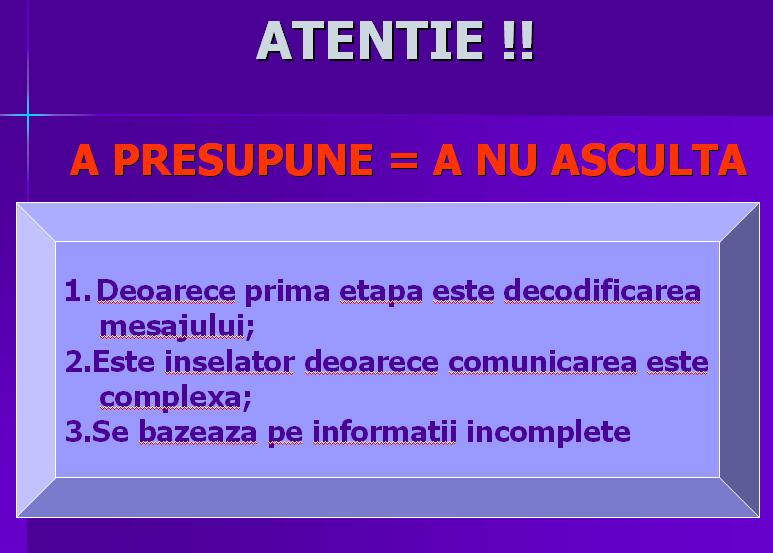 ATENTIE !!
A PRESUPUNE = A NU ASCULTA
1. Deoarece prima etapa este decodificarea
mesajului;
2.Este inselator deoarece comunicarea este
complexa;
3.Se bazeaza pe informatii incomplete